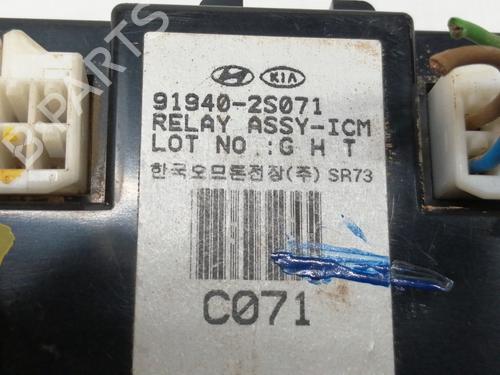 KIA
91940-2S071
RELAY ASSY-ICM
LOT NO :G H T
한국오므론전장(주) SR73
C071
B PARTS